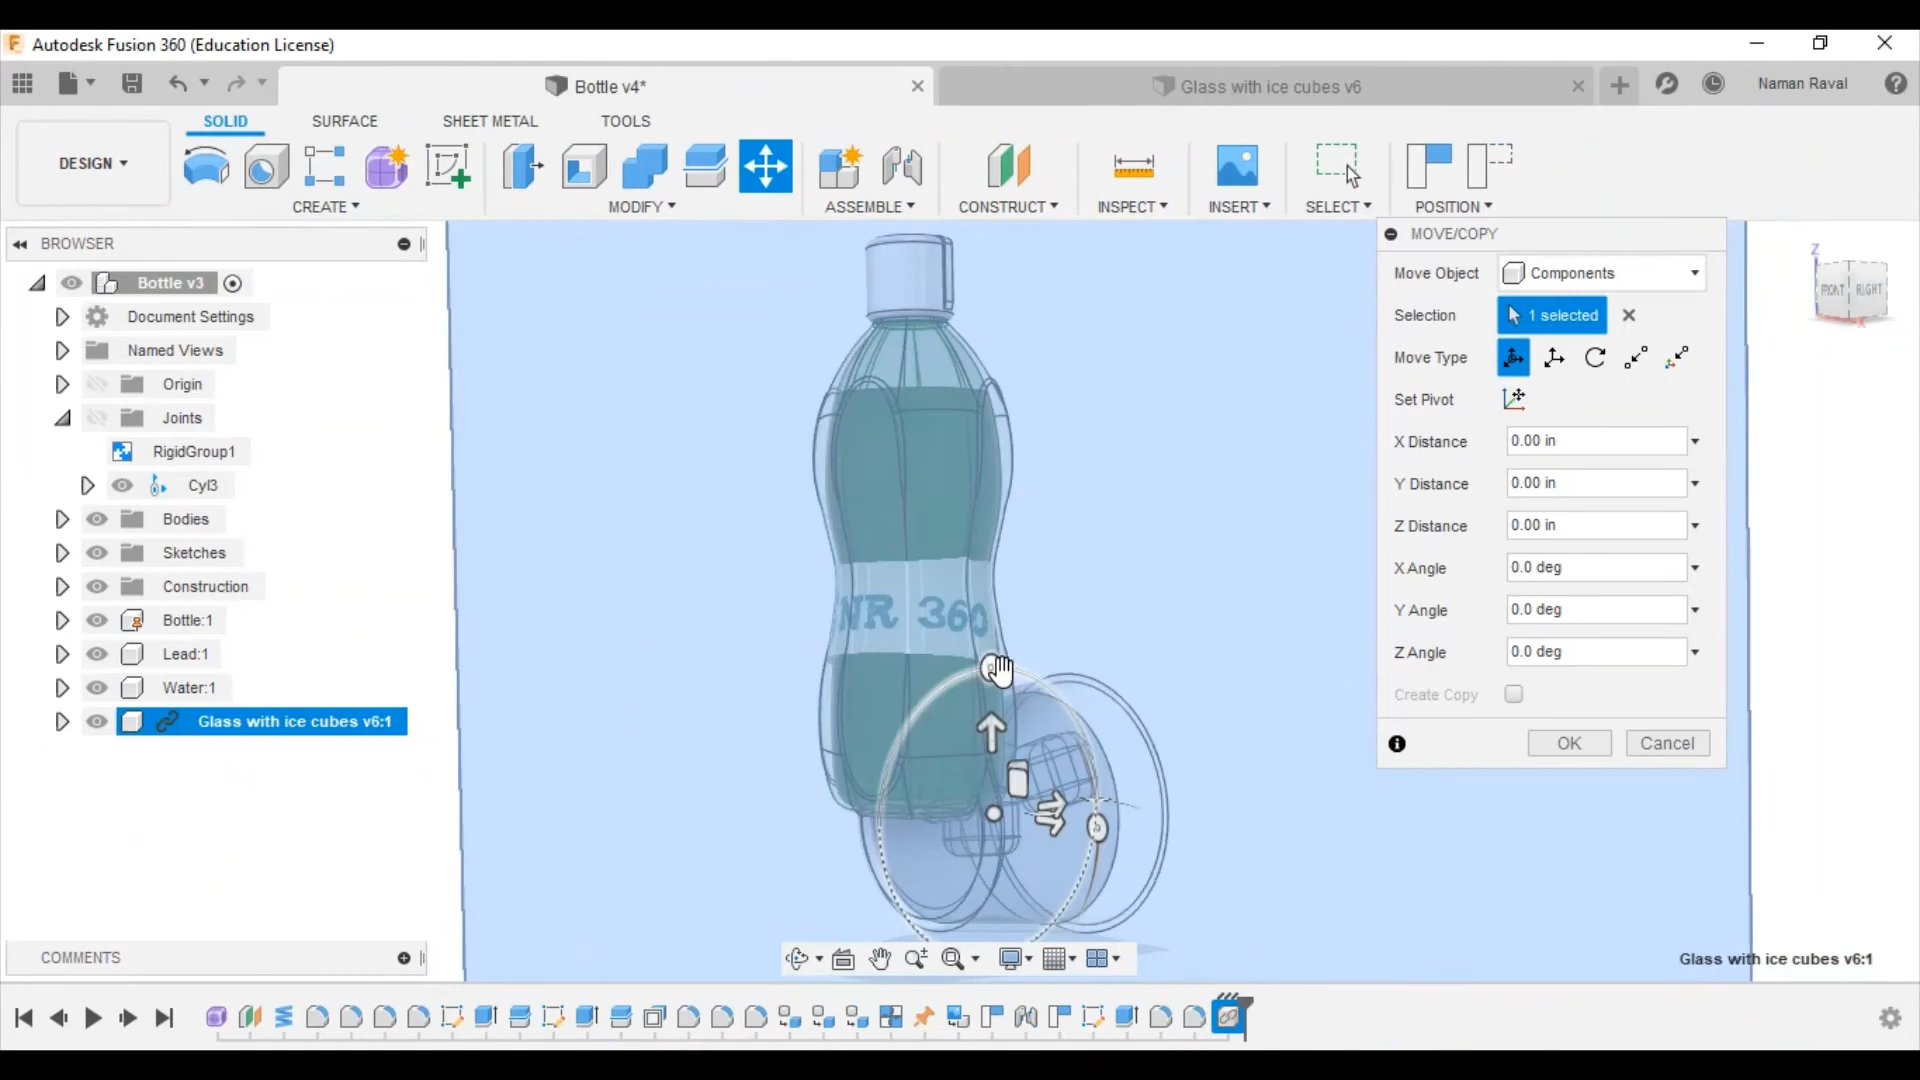 Autodesk Fusion 360 (Education License)
Bottle v4*
Glass with ice cubes v6
Naman Raval
SOLID
SURFACE
SHEET METAL
TOOLS
DESIGN
CREATE
MODIFY
ASSEMBLE
CONSTRUCT
INSPECT
INSERT
SELECT
POSITION
BROWSER
Bottle v3
Document Settings
Named Views
Origin
Joints
RigidGroup1
Cyl3
Bodies
Sketches
Construction
Bottle:1
Lead:1
Water:1
Glass with ice cubes v6:1
COMMENTS
NR 360
MOVE/COPY
Move Object
Components
Selection
1 selected
Move Type
Set Pivot
X Distance
0.00 in
Y Distance
0.00 in
Z Distance
0.00 in
X Angle
0.0 deg
Y Angle
0.0 deg
Z Angle
0.0 deg
Create Copy
OK
Cancel
Z
FRONT
RIGHT
X
Glass with ice cubes v6:1